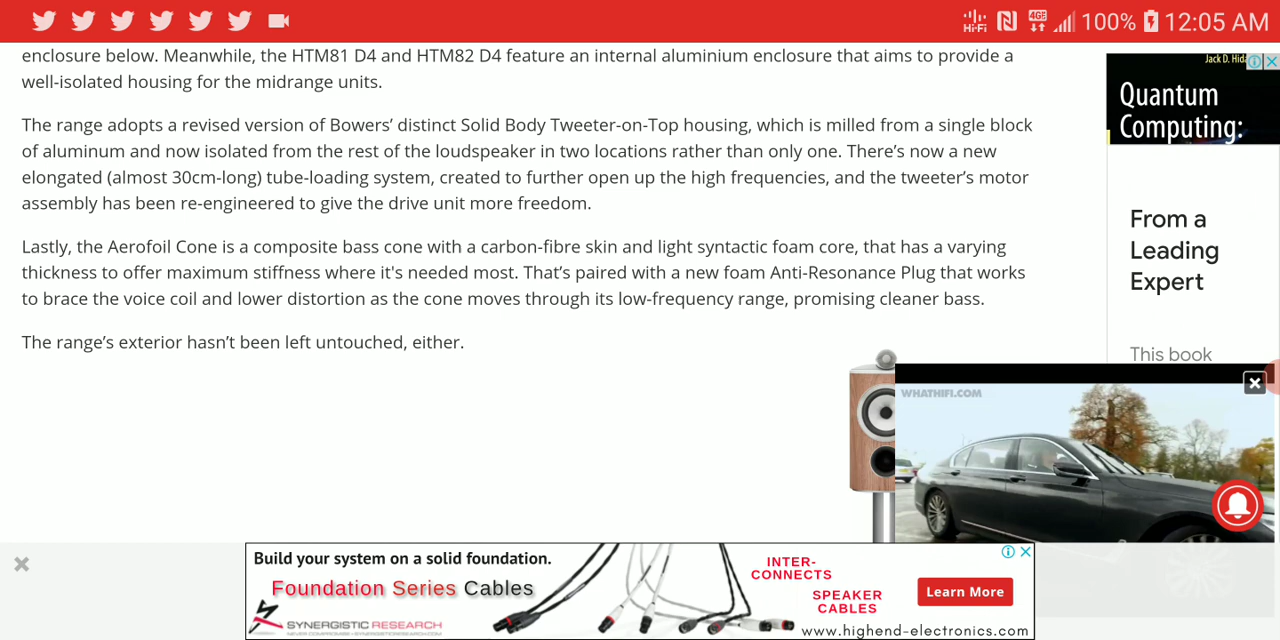 Hi-Fi
4GE
100%
12:05 AM
enclosure below. Meanwhile, the HTM81 D4 and HTM82 D4 feature an internal aluminium enclosure that aims to provide a
well-isolated housing for the midrange units.
The range adopts a revised version of Bowers’ distinct Solid Body Tweeter-on-Top housing, which is milled from a single block
of aluminum and now isolated from the rest of the loudspeaker in two locations rather than only one. There’s now a new
elongated (almost 30cm-long) tube-loading system, created to further open up the high frequencies, and the tweeter’s motor
assembly has been re-engineered to give the drive unit more freedom.
Lastly, the Aerofoil Cone is a composite bass cone with a carbon-fibre skin and light syntactic foam core, that has a varying
thickness to offer maximum stiffness where it's needed most. That’s paired with a new foam Anti-Resonance Plug that works
to brace the voice coil and lower distortion as the cone moves through its low-frequency range, promising cleaner bass.
The range’s exterior hasn’t been left untouched, either.
Jack D. Hida
Quantum
Computing:
From a
Leading
Expert
This book
WHATHIFI.COM
Build your system on a solid foundation.
Foundation Series Cables
SYNERGISTIC RESEARCH
NEVER COMPROMISE
INTER-
CONNECTS
SPEAKER
CABLES
Learn More
www.highend-electronics.com